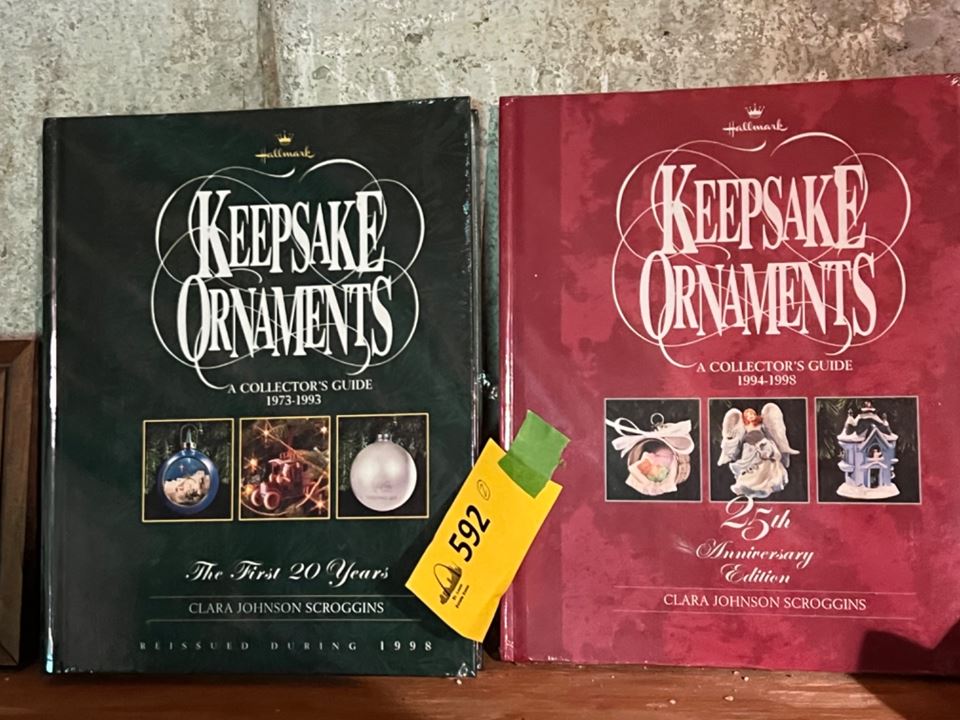 Hallmark
KEEPSAKE
ORNAMENTS
A COLLECTOR'S GUIDE
1973-1993
The First 20 Years
CLARA JOHNSON SCROGGINS
REISSUED DURING 1998
592
Hallmark
KEEPSAKE
ORNAMENTS
A COLLECTOR'S GUIDE
1994-1998
25th
Anniversary
Edition
CLARA JOHNSON SCROGGINS